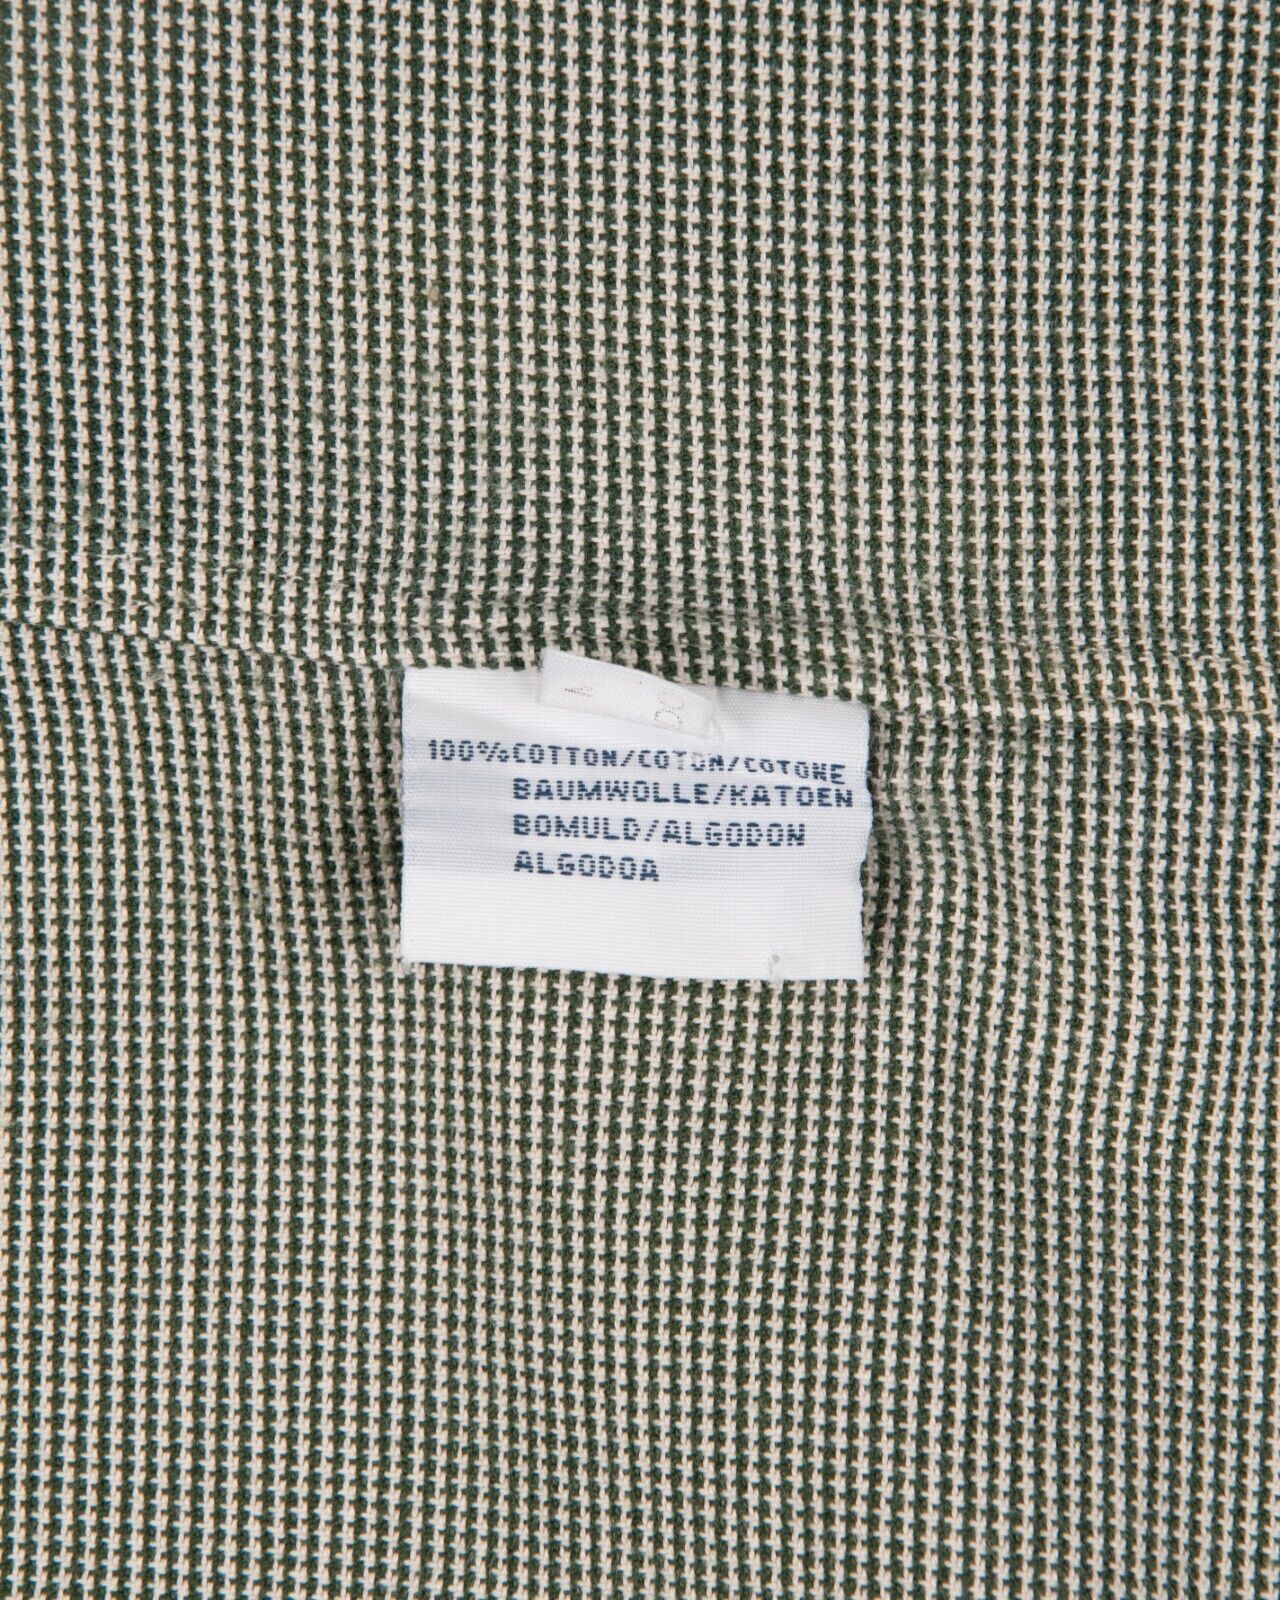 100%COTTON/COTON/COTONE
BAUMWOLLE/KATOEN
BOMULD/ALGODON
ALGODOA